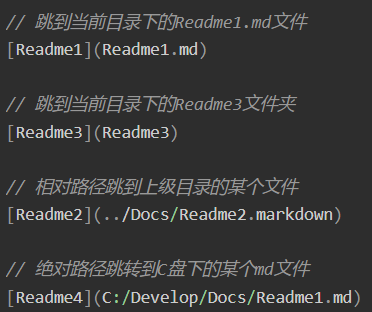 // 跳到当前目录下的Readme1.md文件
[Readme1](Readme1.md)
// 跳到当前目录下的Readme3文件夹
[Readme3](Readme3)
// 相对路径跳到上级目录的某个文件
[Readme2](../Docs/Readme2.markdown)
// 绝对路径跳转到C盘下的某个md文件
[Readme4](C:/Develop/Docs/Readme1.md)